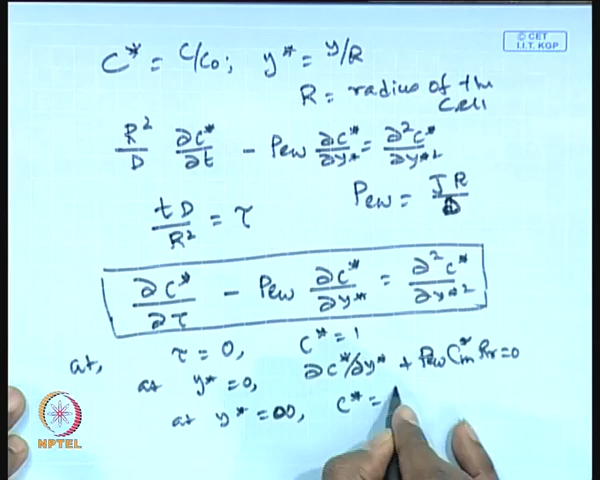 © CET
I.I.T. KGP
C* = C/C₀; y* = y/R
R = radius of the Cell
R²/D ∂c*/∂t - Pew ∂c*/∂y* = ∂²c*/∂y*²
tD/R² = τ
Pew = JR/D
∂c*/∂τ - Pew ∂c*/∂y* = ∂²c*/∂y*²
at, τ = 0, c* = 1
at y* = 0, ∂c*/∂y* + Pew Cm* Rr = 0
at y* = ∞, c* =
NPTEL